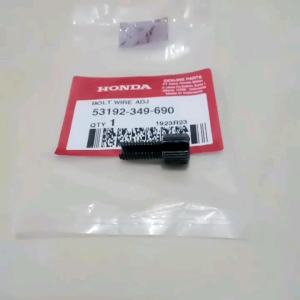 HONDA
GENUINE PARTS
BOLT WIRE ADJ
53192-349-690
QTY 1 1923R23